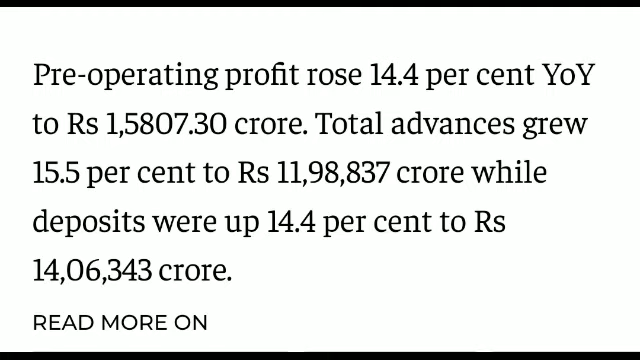 Pre-operating profit rose 14.4 per cent YoY
to Rs 1,5807.30 crore. Total advances grew
15.5 per cent to Rs 11,98,837 crore while
deposits were up 14.4 per cent to Rs
14,06,343 crore.
READ MORE ON